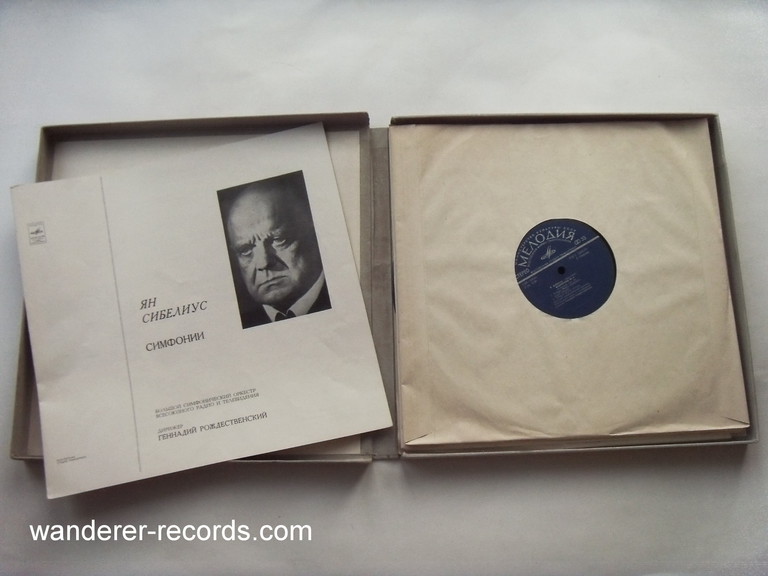 ЯН
СИБЕЛИУС
СИМФОНИИ
БОЛЬШОЙ СИМФОНИЧЕСКИЙ ОРКЕСТР
ВСЕСОЮЗНОГО РАДИО И ТЕЛЕВИДЕНИЯ
ДИРИЖЕР
ГЕННАДИЙ РОЖДЕСТВЕНСКИЙ
МЕЛОДИЯ
wanderer-records.com